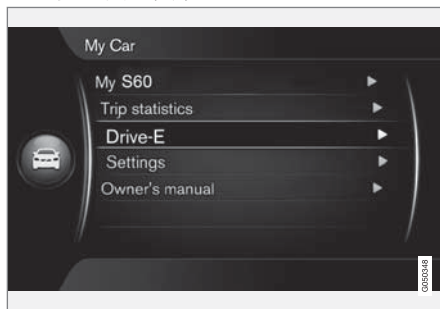 My Car
My S60
Trip statistics
Drive-E
Settings
Owner's manual
G050348